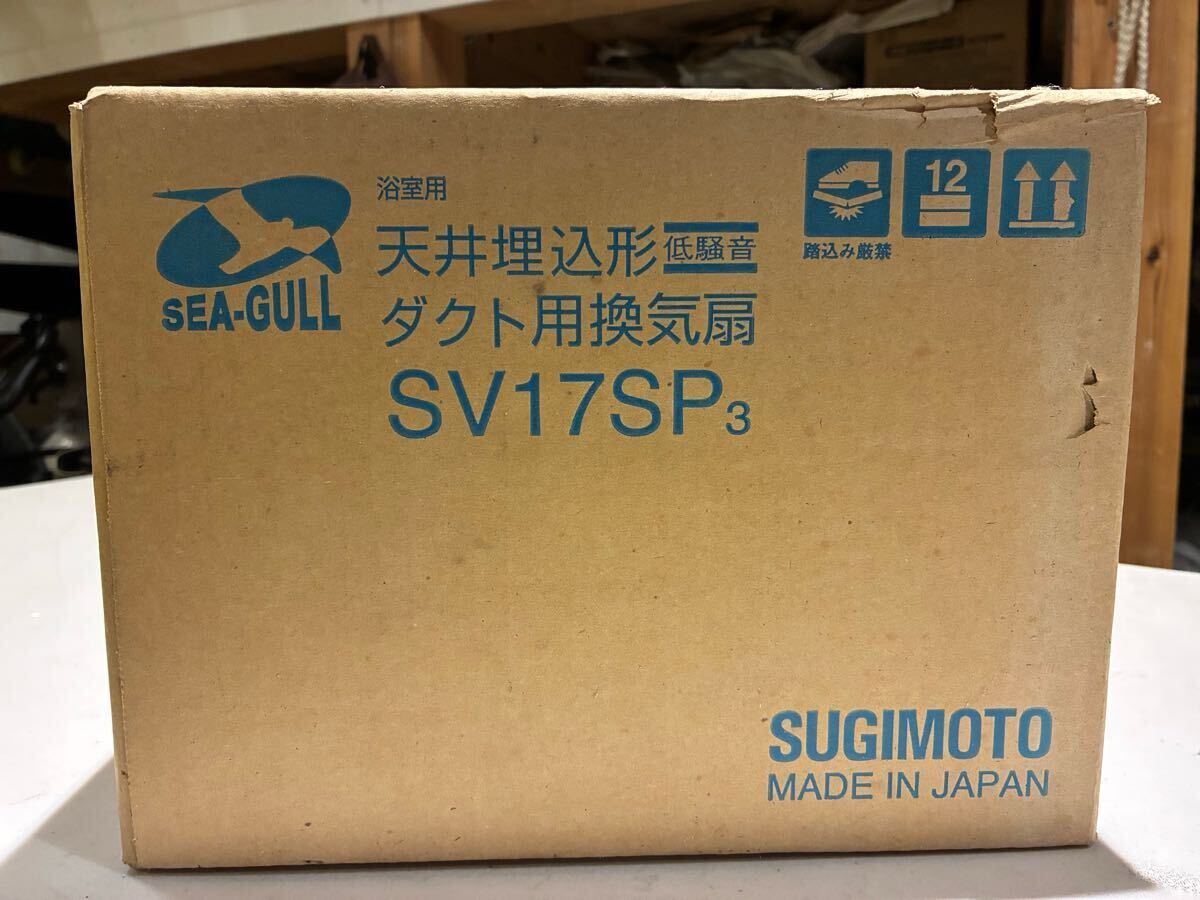 SEA-GULL
浴室用
天井埋込形 低騒音
ダクト用換気扇
SV17SP3
12
踏込み厳禁
SUGIMOTO
MADE IN JAPAN